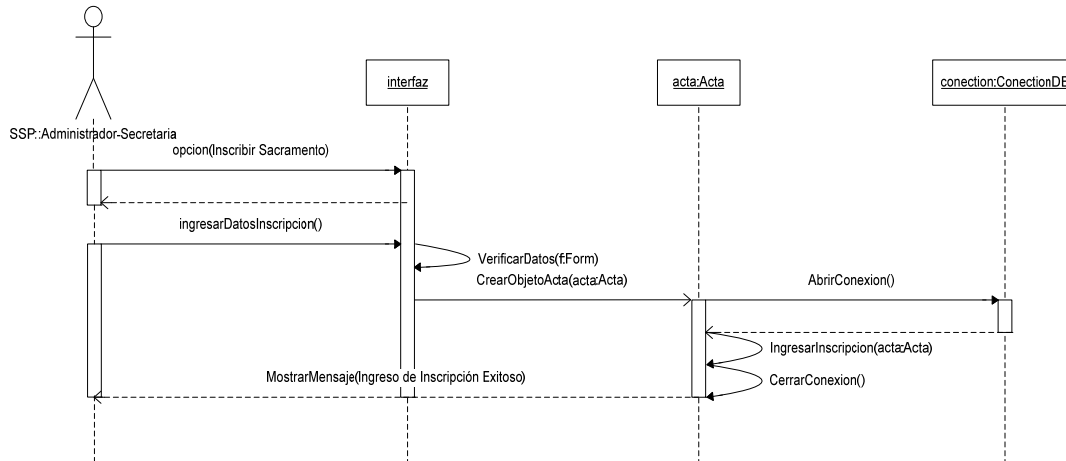 interfaz
acta:Acta
conection:ConectionDB
SSP::Administrador-Secretaria
opcion(Inscribir Sacramento)
ingresarDatosInscripcion()
VerificarDatos(f:Form)
CrearObjetoActa(acta:Acta)
AbrirConexion()
IngresarInscripcion(acta:Acta)
MostrarMensaje(Ingreso de Inscripción Exitoso)
CerrarConexion()